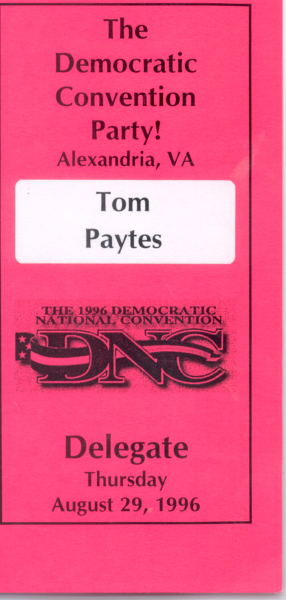 The
Democratic
Convention
Party!
Alexandria, VA
Tom
Paytes
THE 1996 DEMOCRATIC
NATIONAL CONVENTION
DNC
Delegate
Thursday
August 29, 1996